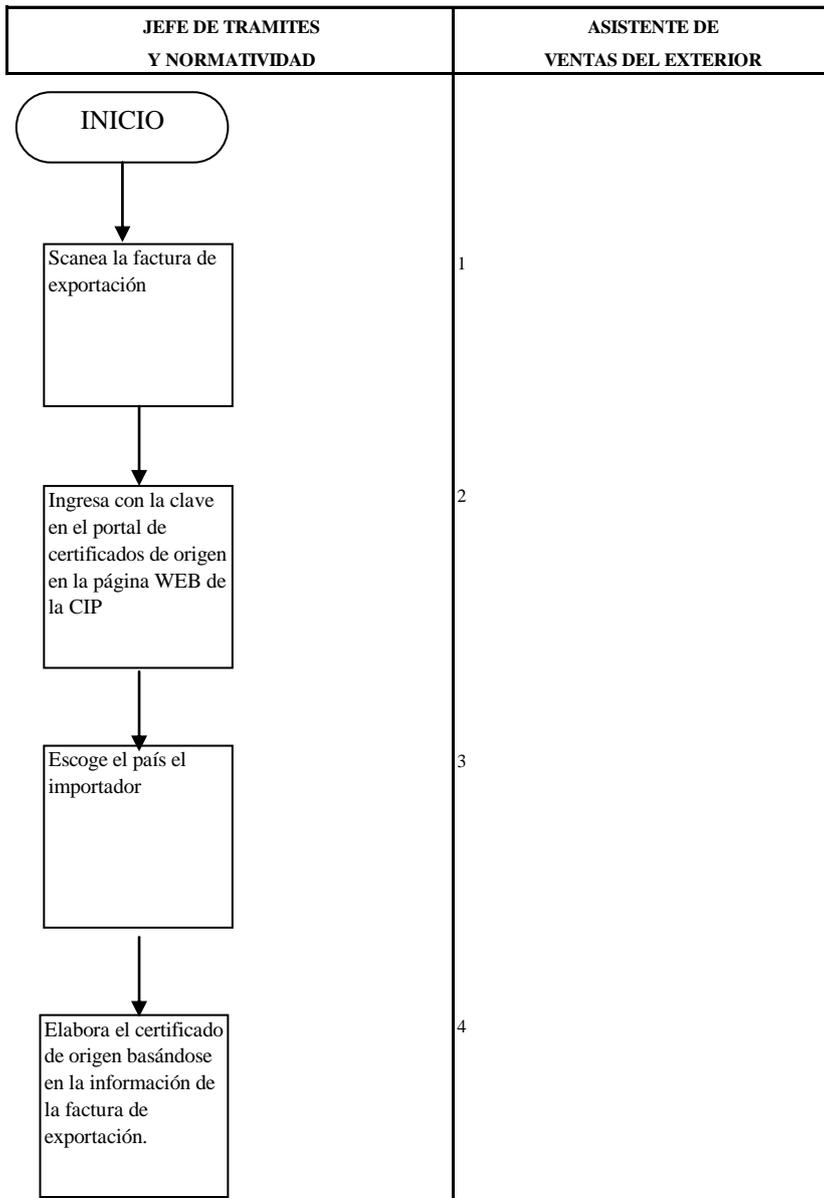 JEFE DE TRAMITES
Y NORMATIVIDAD
ASISTENTE DE
VENTAS DEL EXTERIOR
INICIO
Scanea la factura de
exportación
1
Ingresa con la clave
en el portal de
certificados de origen
en la página WEB de
la CIP
2
Escoge el país el
importador
3
Elabora el certificado
de origen basándose
en la información de
la factura de
exportación.
4